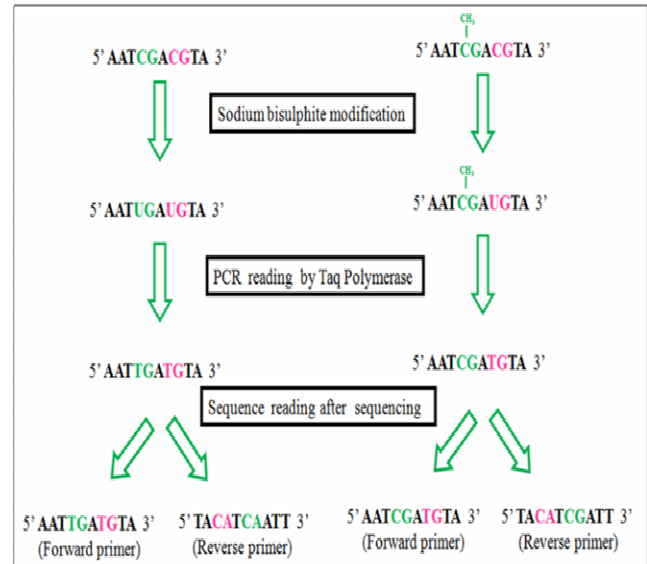 CH₃
5' AATCGACGTA 3'
5' AATCGACGTA 3'
Sodium bisulphite modification
CH₃
5' AATUGAUGTA 3'
5' AATCGAUGTA 3'
PCR reading by Taq Polymerase
5' AATTGATGTA 3'
5' AATCGATGTA 3'
Sequence reading after sequencing
5' AATTGATGTA 3'
(Forward primer)
5' TACATCAATT 3'
(Reverse primer)
5' AATCGATGTA 3'
(Forward primer)
5' TACATCGATT 3'
(Reverse primer)